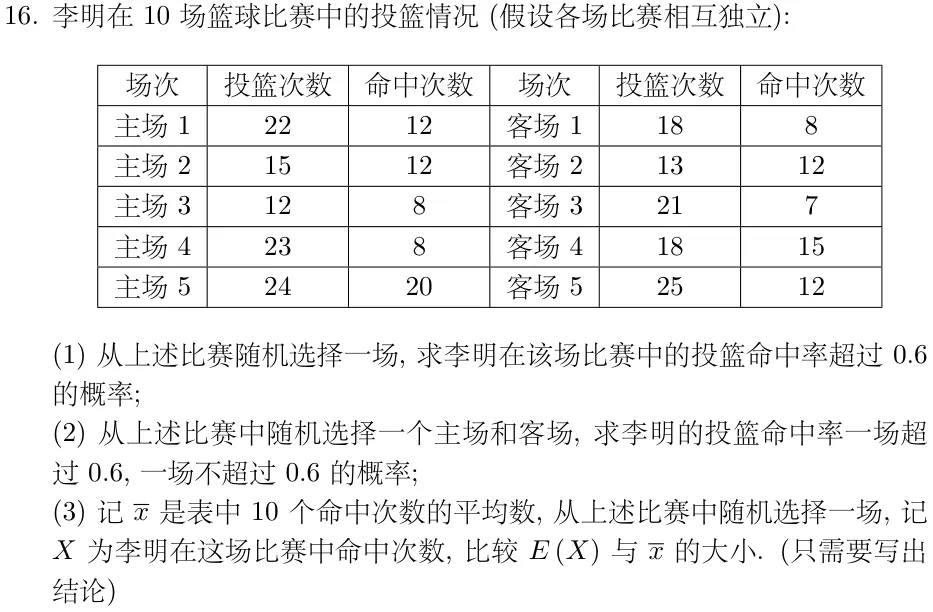 16. 李明在 10 场篮球比赛中的投篮情况 (假设各场比赛相互独立):
场次 投篮次数 命中次数 场次 投篮次数 命中次数
主场 1 22 12 客场 1 18 8
主场 2 15 12 客场 2 13 12
主场 3 12 8 客场 3 21 7
主场 4 23 8 客场 4 18 15
主场 5 24 20 客场 5 25 12
(1) 从上述比赛随机选择一场, 求李明在该场比赛中的投篮命中率超过 0.6
的概率;
(2) 从上述比赛中随机选择一个主场和客场, 求李明的投篮命中率一场超
过 0.6, 一场不超过 0.6 的概率;
(3) 记 x̅ 是表中 10 个命中次数的平均数, 从上述比赛中随机选择一场, 记
X 为李明在这场比赛中命中次数, 比较 E (X) 与 x̅ 的大小. (只需要写出
结论)